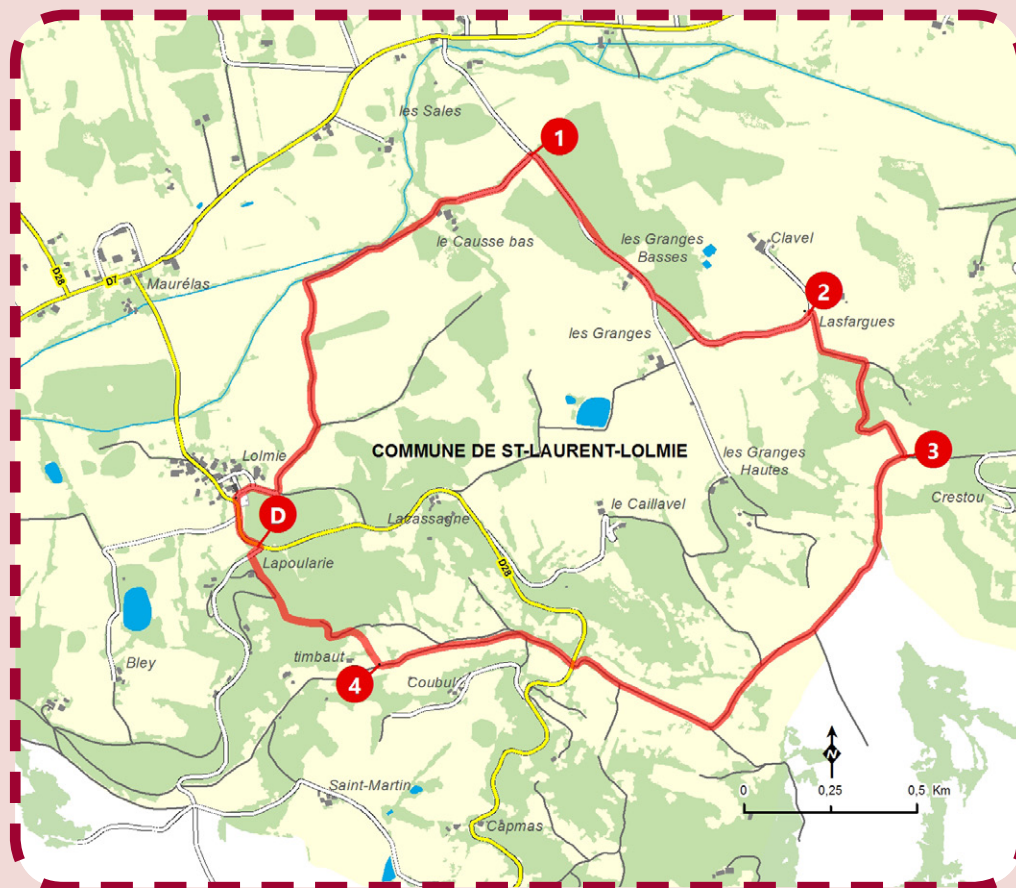 les Sales
1
le Causse bas
les Granges
Basses
Clavel
D28
D7
Maurélas
2
Lasfargues
les Granges
COMMUNE DE ST-LAURENT-LOLMIE
Lolmie
3
les Granges
Hautes
Crestou
D
Latrassagne
le Caillavel
Lapoularie
D28
timbaut
Bley
4
Coubul
N
Saint-Martin
0
0,25
0,5 Km
Capmas